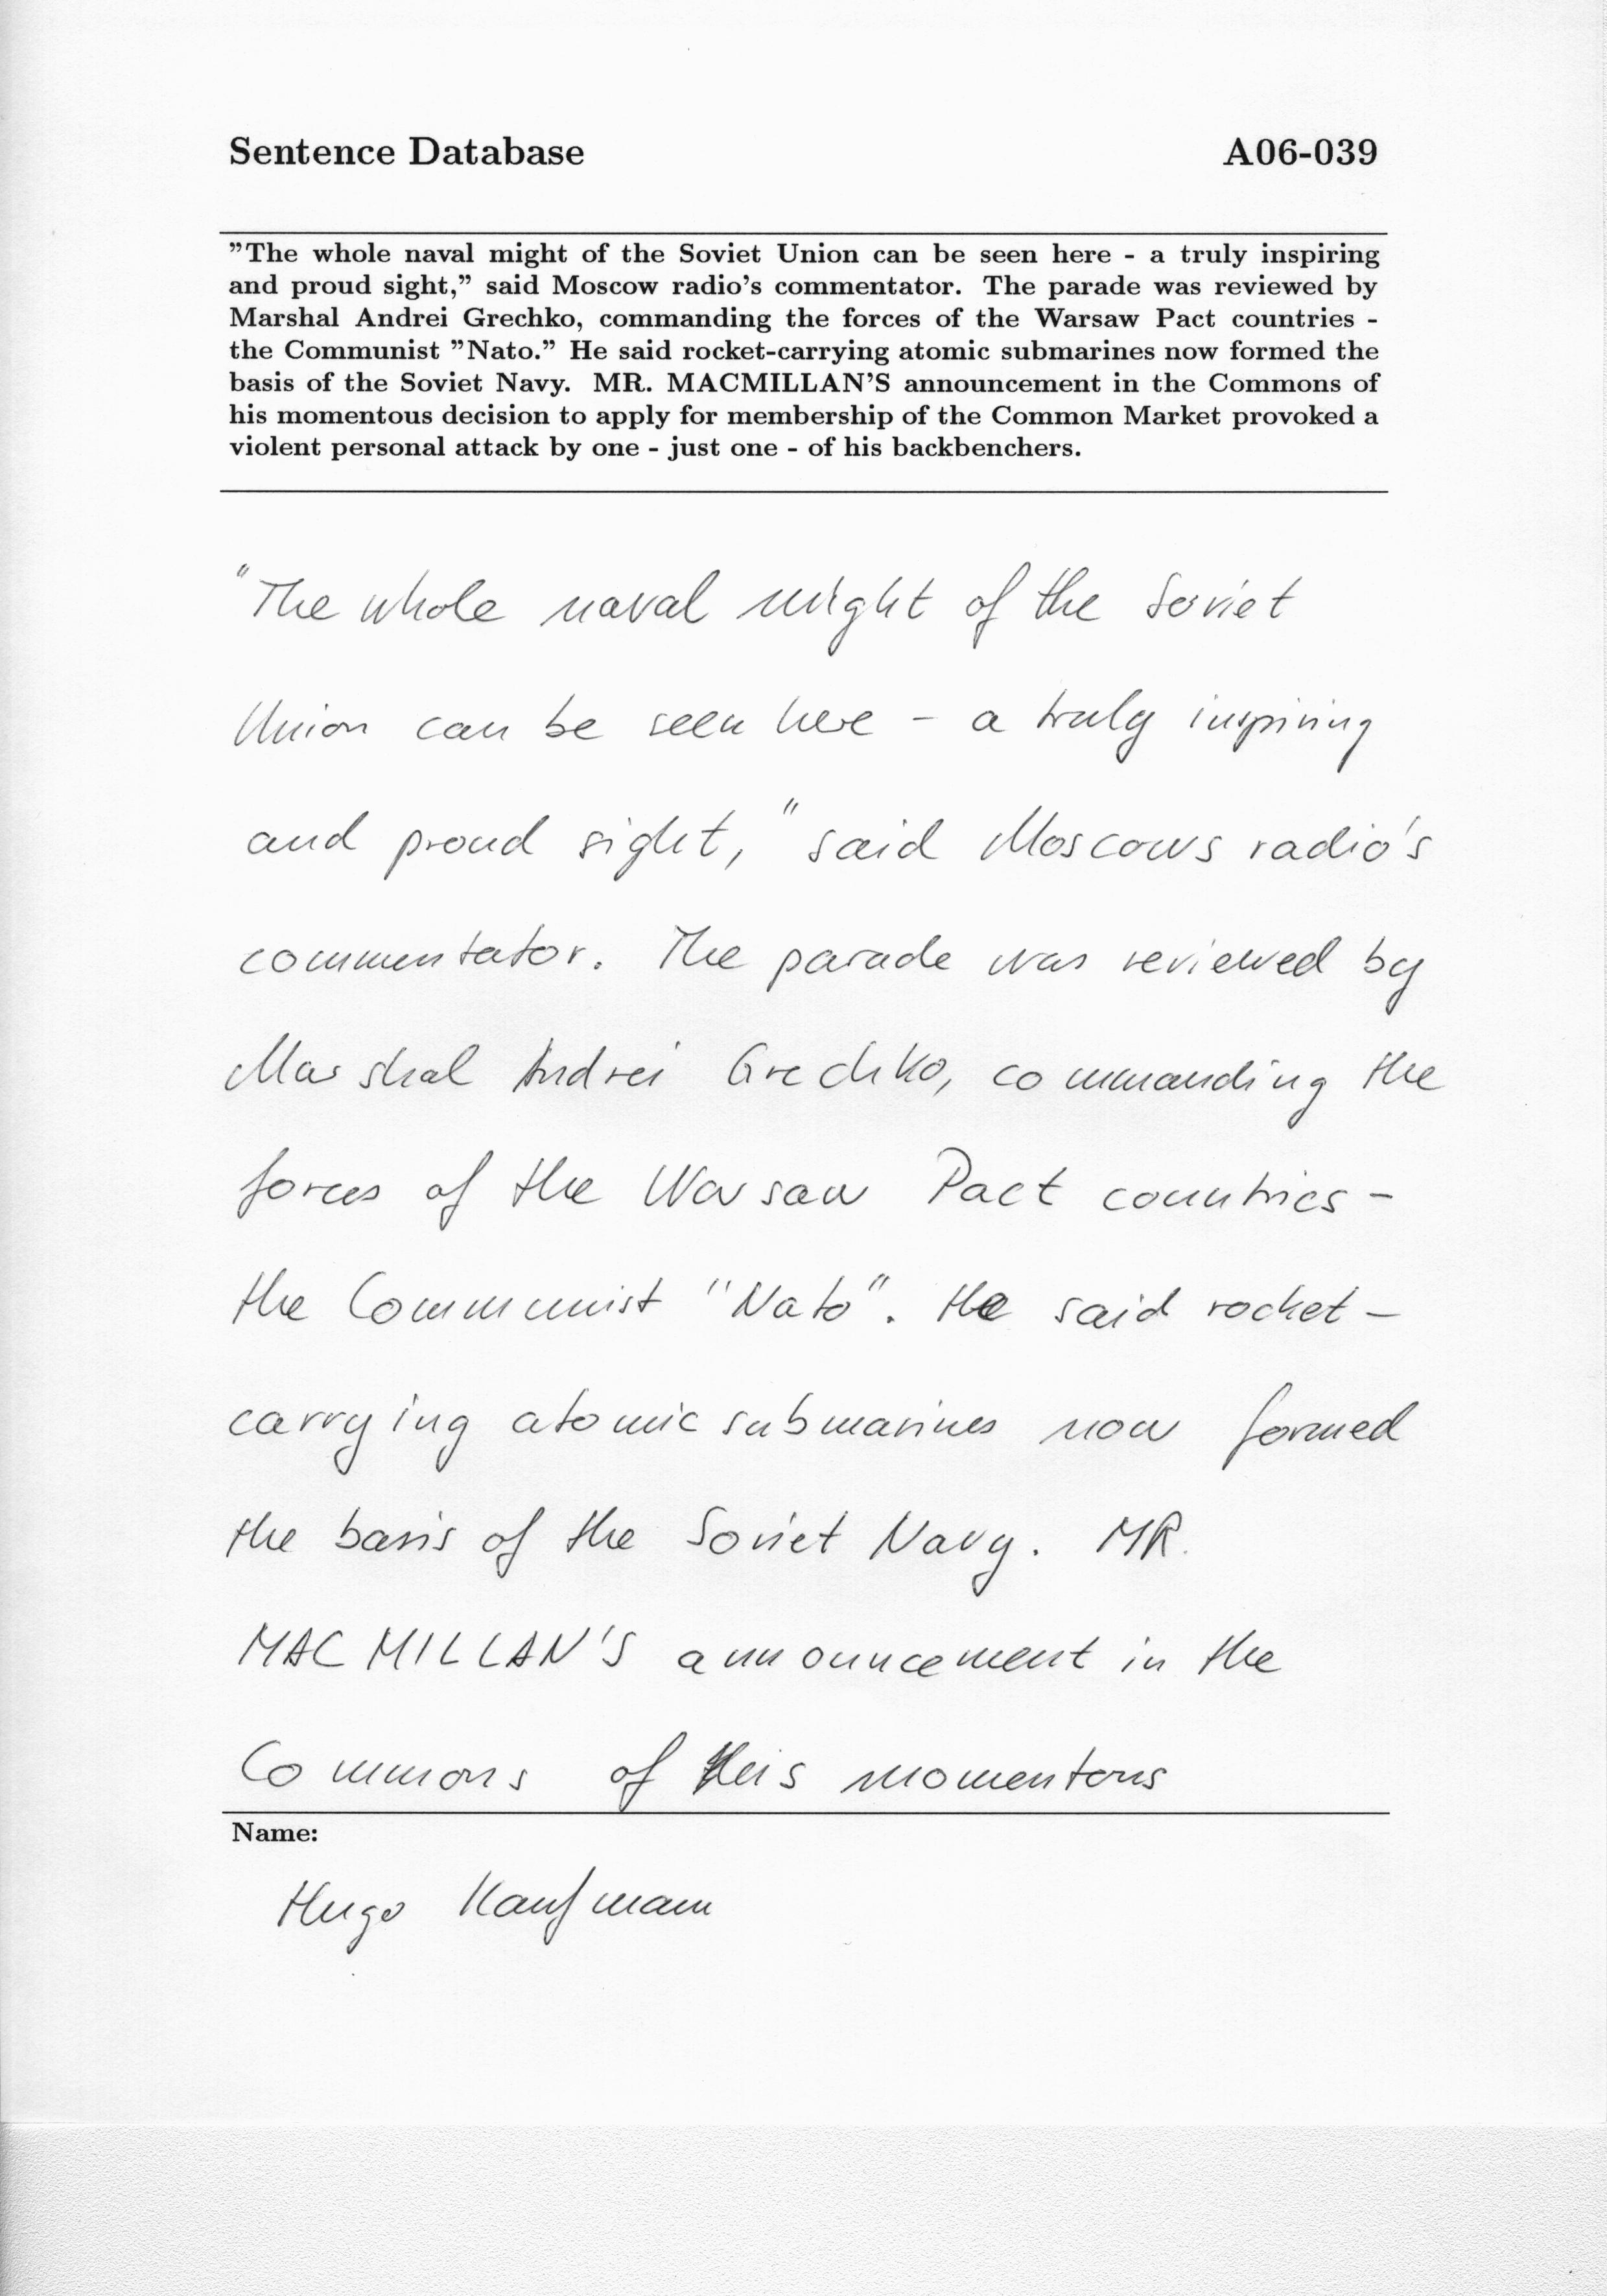 Sentence Database A06-039
”The whole naval might of the Soviet Union can be seen here - a truly inspiring
and proud sight,” said Moscow radio’s commentator. The parade was reviewed by
Marshal Andrei Grechko, commanding the forces of the Warsaw Pact countries -
the Communist ”Nato.” He said rocket-carrying atomic submarines now formed the
basis of the Soviet Navy. MR. MACMILLAN’S announcement in the Commons of
his momentous decision to apply for membership of the Common Market provoked a
violent personal attack by one - just one - of his backbenchers.
"The whole naval might of the Soviet
Union can be seen here - a truly inspiring
and proud sight," said Moscows radio's
commentator. The parade was reviewed by
Marshal Andrei Grechko, commanding the
forces of the Warsaw Pact countries -
the Communist "Nato". He said rocket-
carrying atomic submarines now formed
the basis of the Soviet Navy. MR.
MACMILLAN'S announcement in the
Commons of his momentous
Name:
Hugo Kaufmann